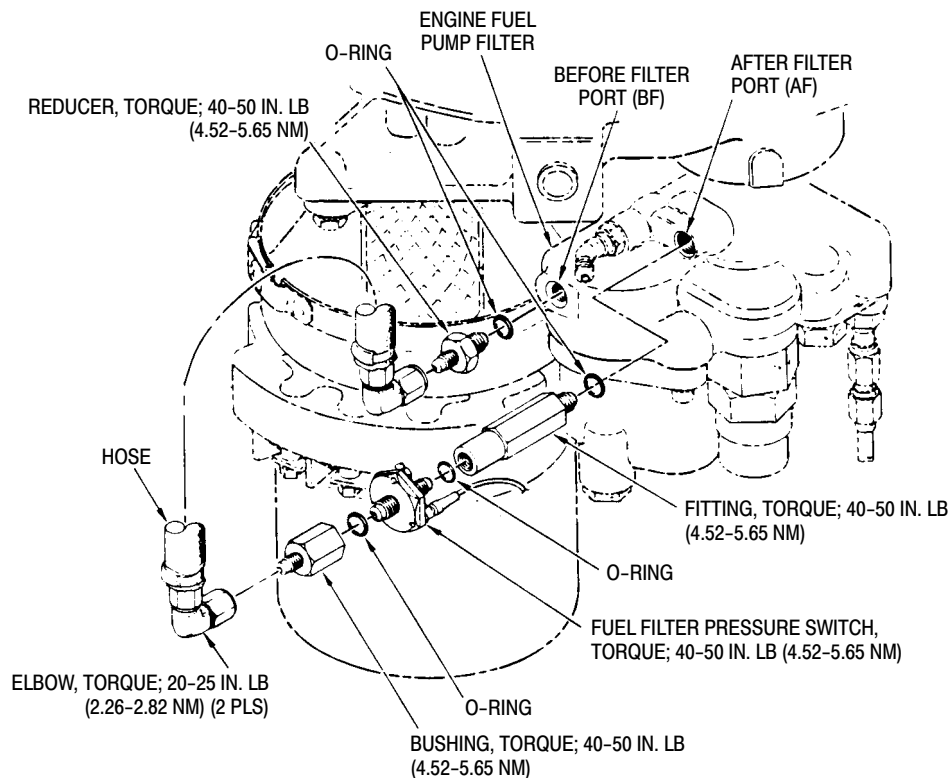 ENGINE FUEL
PUMP FILTER
O-RING
BEFORE FILTER
PORT (BF)
AFTER FILTER
PORT (AF)
REDUCER, TORQUE; 40-50 IN. LB
(4.52-5.65 NM)
HOSE
FITTING, TORQUE; 40-50 IN. LB
(4.52-5.65 NM)
O-RING
FUEL FILTER PRESSURE SWITCH,
TORQUE; 40-50 IN. LB (4.52-5.65 NM)
ELBOW, TORQUE; 20-25 IN. LB
(2.26-2.82 NM) (2 PLS)
O-RING
BUSHING, TORQUE; 40-50 IN. LB
(4.52-5.65 NM)